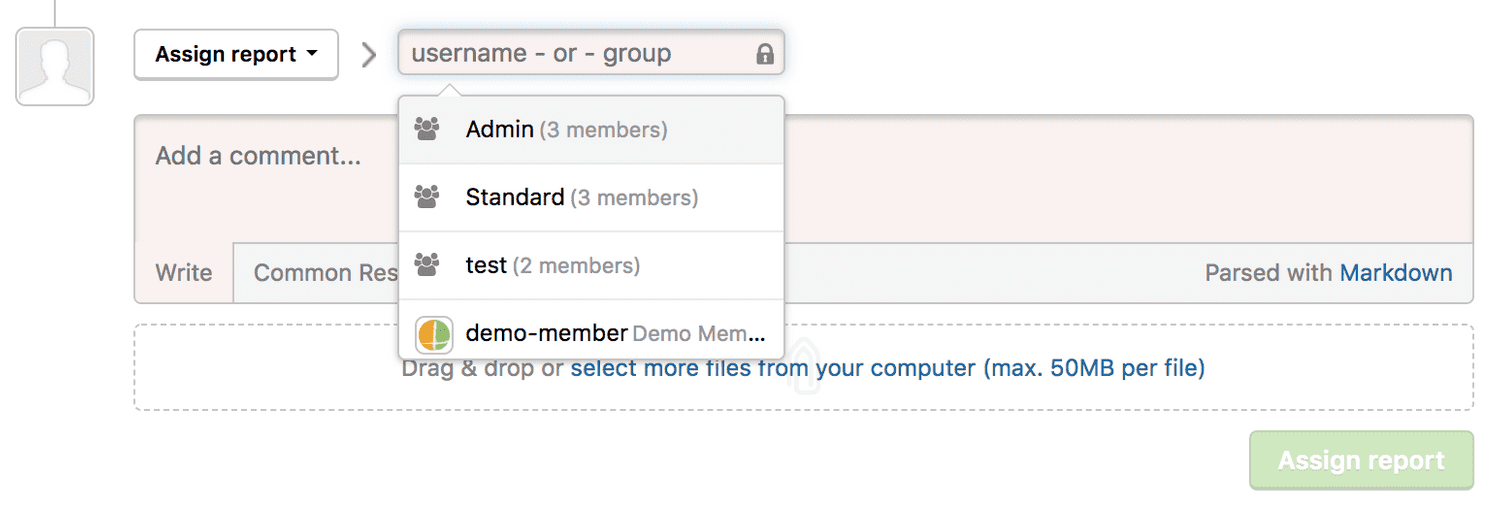 Assign report
username - or - group
Admin (3 members)
Add a comment...
Standard (3 members)
test (2 members)
Write
Common Res
Parsed with Markdown
demo-member Demo Mem...
Drag & drop or select more files from your computer (max. 50MB per file)
Assign report